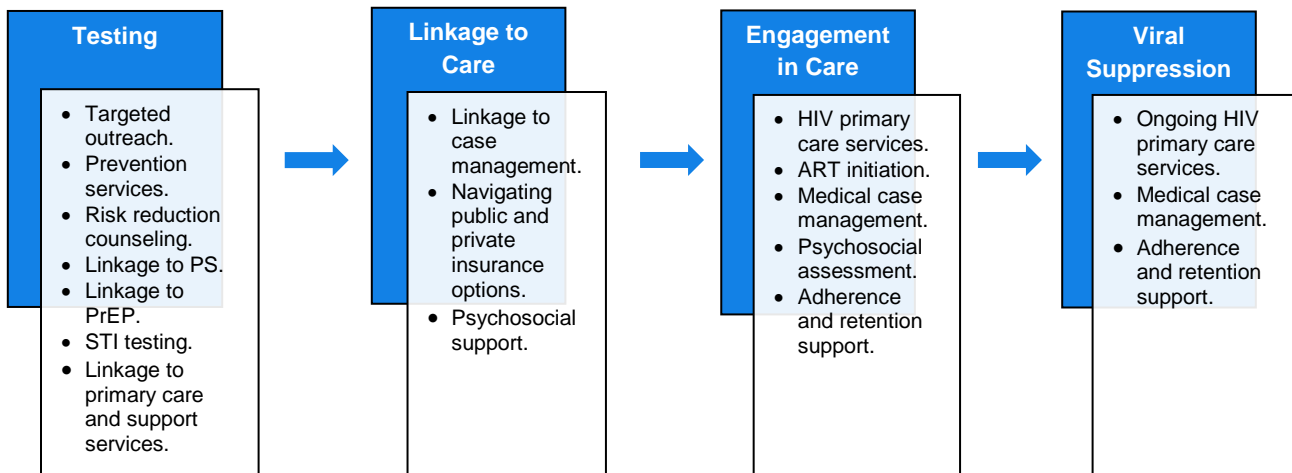 Testing
• Targeted
outreach.
• Prevention
services.
• Risk reduction
counseling.
• Linkage to PS.
• Linkage to
PrEP.
• STI testing.
• Linkage to
primary care
and support
services.
Linkage to
Care
• Linkage to
case
management.
• Navigating
public and
private
insurance
options.
• Psychosocial
support.
Engagement
in Care
• HIV primary
care services.
• ART initiation.
• Medical case
management.
• Psychosocial
assessment.
• Adherence
and retention
support.
Viral
Suppression
• Ongoing HIV
primary care
services.
• Medical case
management.
• Adherence
and retention
support.